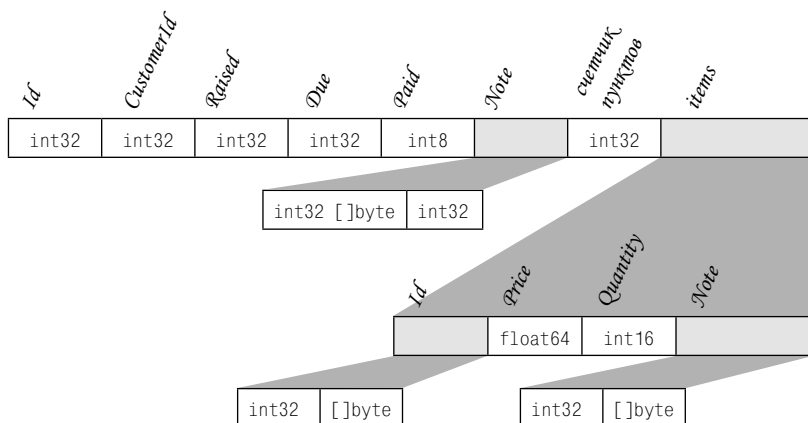 Id CustomerId Raised Due Paid Note счетчик пунктов items
int32 int32 int32 int32 int8 int32
int32 []byte int32
Id Price Quantity Note
float64 int16
int32 []byte int32 []byte